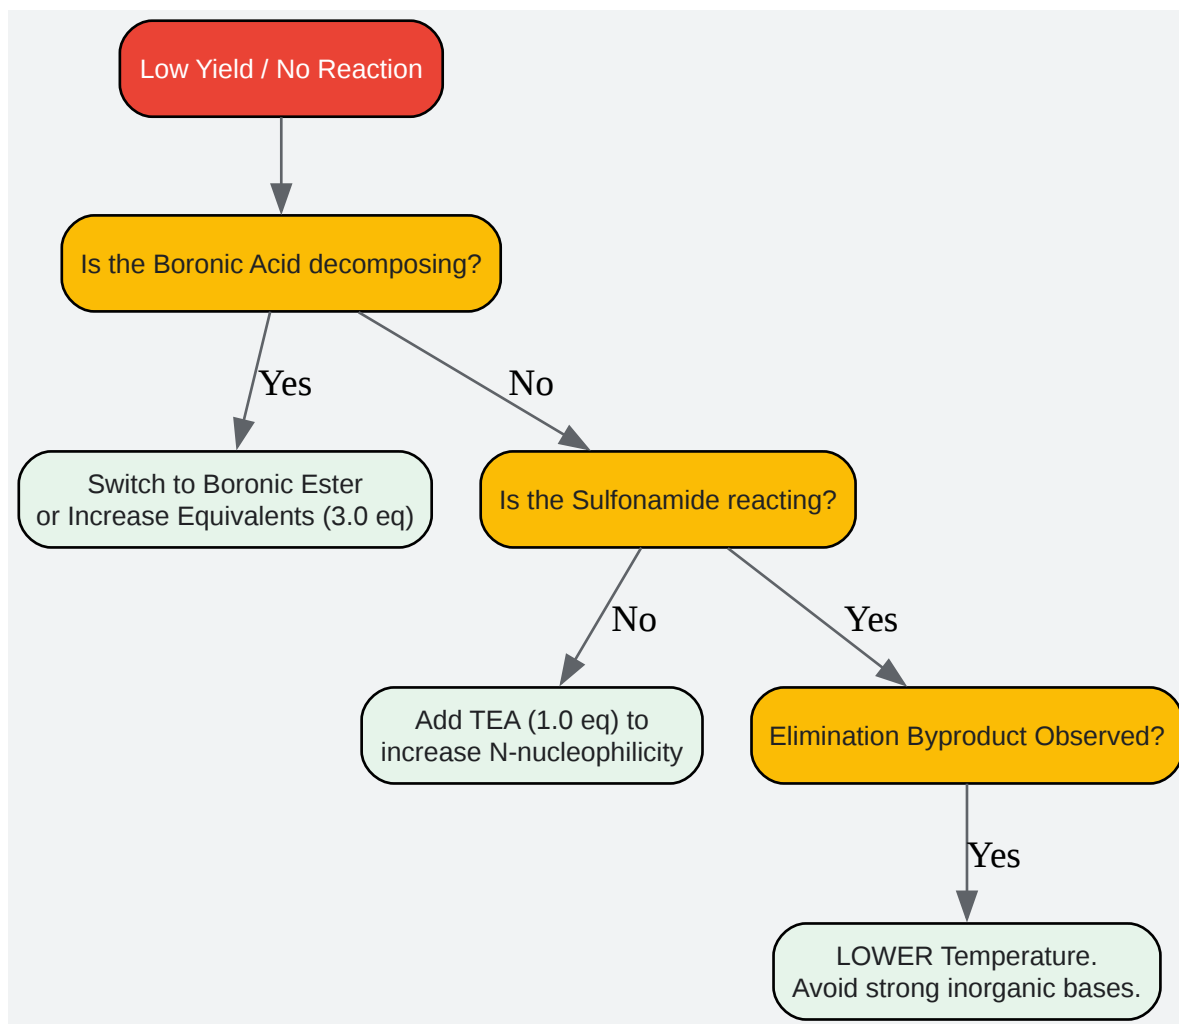 Low Yield / No Reaction
Is the Boronic Acid decomposing?
Yes
No
Switch to Boronic Ester
or Increase Equivalents (3.0 eq)
Is the Sulfonamide reacting?
No
Yes
Add TEA (1.0 eq) to
increase N-nucleophilicity
Elimination Byproduct Observed?
Yes
LOWER Temperature.
Avoid strong inorganic bases.